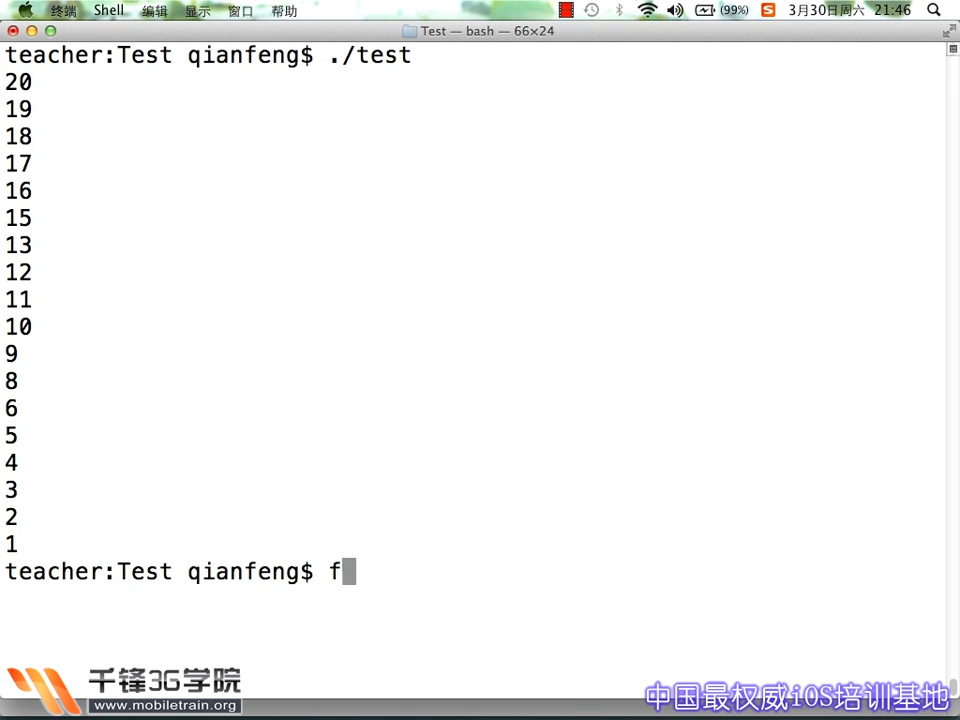 终端 Shell 编辑 显示 窗口 帮助 (99%) S 3月30日周六 21:46
Test — bash — 66×24
teacher:Test qianfeng$ ./test
20
19
18
17
16
15
13
12
11
10
9
8
6
5
4
3
2
1
teacher:Test qianfeng$ f
千锋3G学院
www.mobiletrain.org
中国最权威iOS培训基地